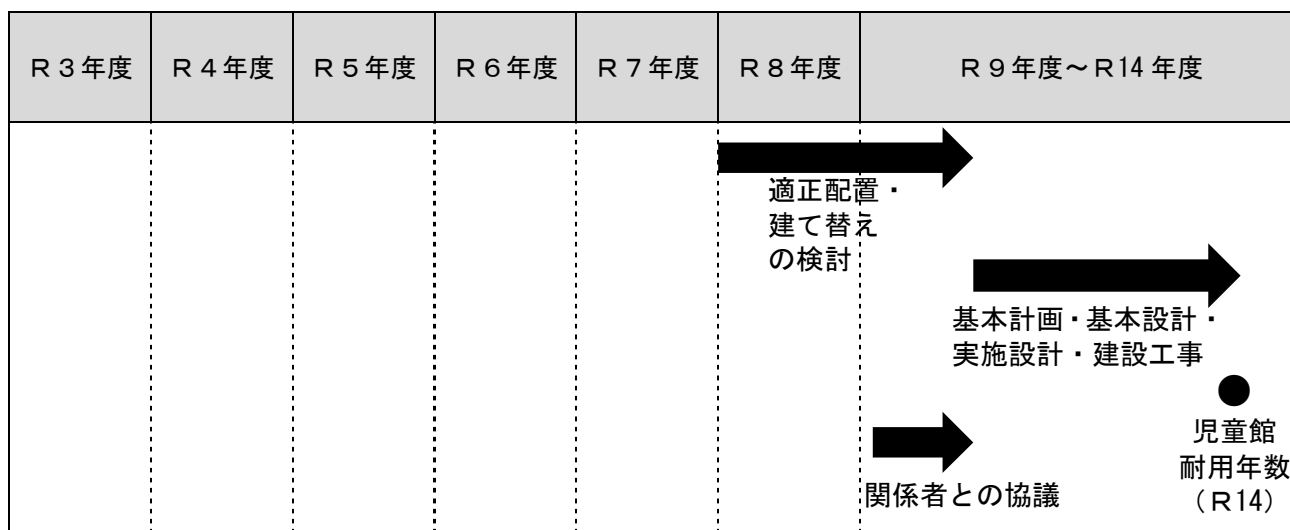 R3年度 R4年度 R5年度 R6年度 R7年度 R8年度 R9年度～R14年度
適正配置・
建て替え
の検討
基本計画・基本設計・
実施設計・建設工事
関係者との協議
児童館
耐用年数
（R14）